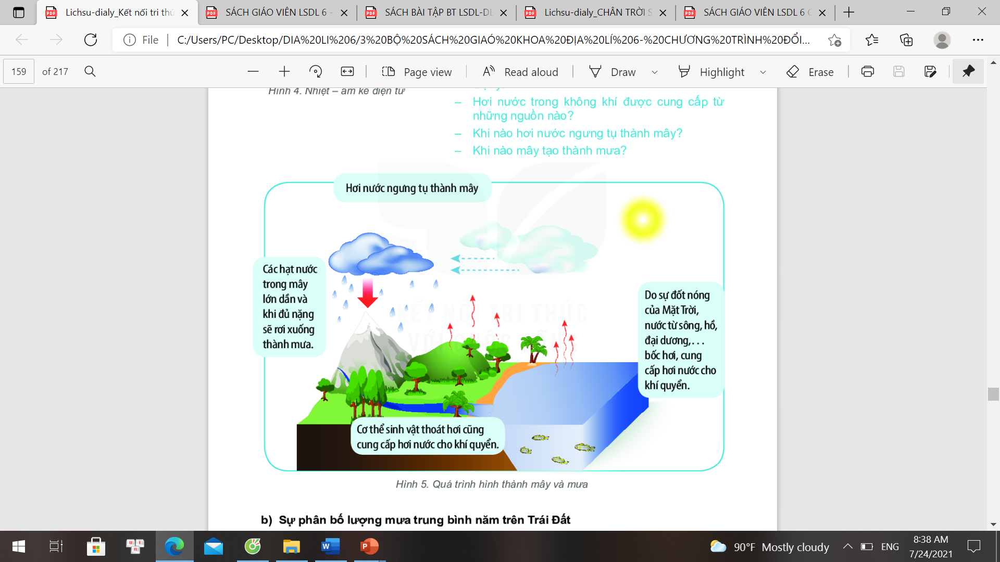 Lichsu-dialy_Kết nối tri thứ
SÁCH GIÁO VIÊN LSDL 6 -
SÁCH BÀI TẬP BT LSDL-DL
Lichsu-dialy_CHÂN TRỜI S
SÁCH GIÁO VIÊN LSDL 6 C
File
C:/Users/PC/Desktop/DIA%20LI%206/3%20BỘ%20SÁCH%20GIAÓ%20KHOA%20ĐỊA%20LÍ%206-%20CHƯƠNG%20TRÌNH%20ĐỔI...
159 of 217
Page view
Read aloud
Draw
Highlight
Erase
Hình 4. Nhiệt – ẩm kế điện tử
– Hơi nước trong không khí được cung cấp từ
những nguồn nào?
– Khi nào hơi nước ngưng tụ thành mây?
– Khi nào mây tạo thành mưa?
Hơi nước ngưng tụ thành mây
Các hạt nước
trong mây
lớn dần và
khi đủ nặng
sẽ rơi xuống
thành mưa.
KẾT NỐI TRI THỨC
VỚI CUỘC SỐNG
Do sự đốt nóng
của Mặt Trời,
nước từ sông, hồ,
đại dương,...
bốc hơi, cung
cấp hơi nước cho
khí quyển.
Cơ thể sinh vật thoát hơi cũng
cung cấp hơi nước cho khí quyển.
Hình 5. Quá trình hình thành mây và mưa
b) Sự phân bố lượng mưa trung bình năm trên Trái Đất
90°F Mostly cloudy
ENG
8:38 AM
7/24/2021